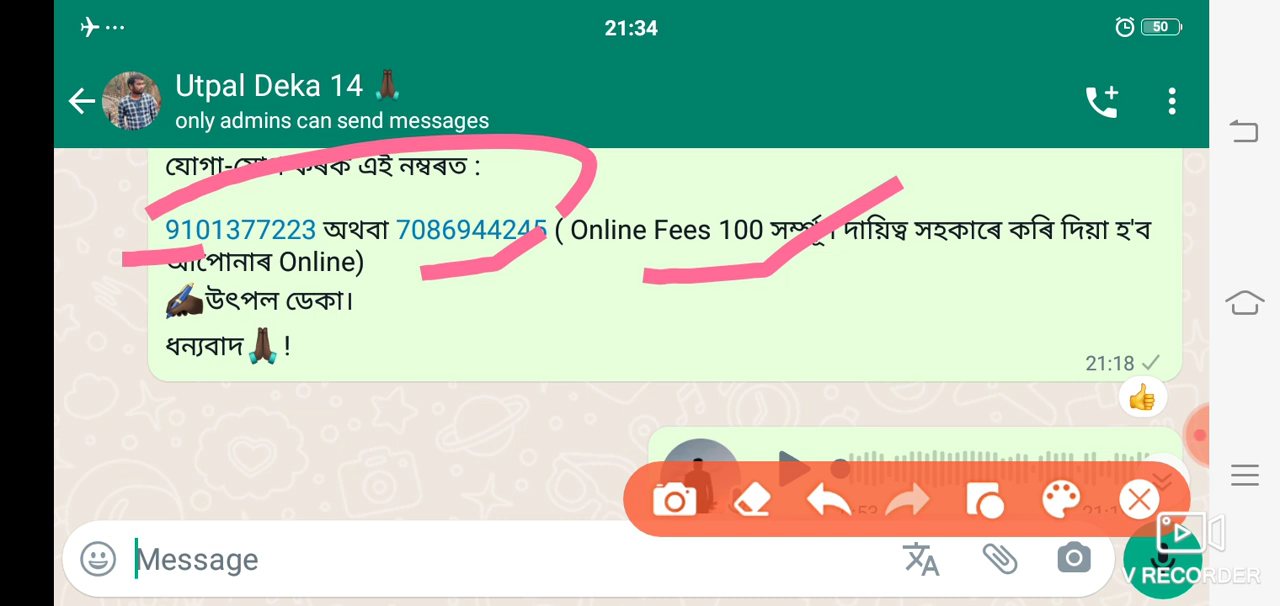 21:34
50
Utpal Deka 14 🙏🏿
only admins can send messages
যোগা-যোগ কৰক এই নম্বৰত :
9101377223 অথবা 7086944245 ( Online Fees 100 সম্পূৰ্ণ দায়িত্ব সহকাৰে কৰি দিয়া হ'ব
আপোনাৰ Online)
✍🏿উৎপল ডেকা।
ধন্যবাদ🙏🏿!
21:18
Message
V RECORDER